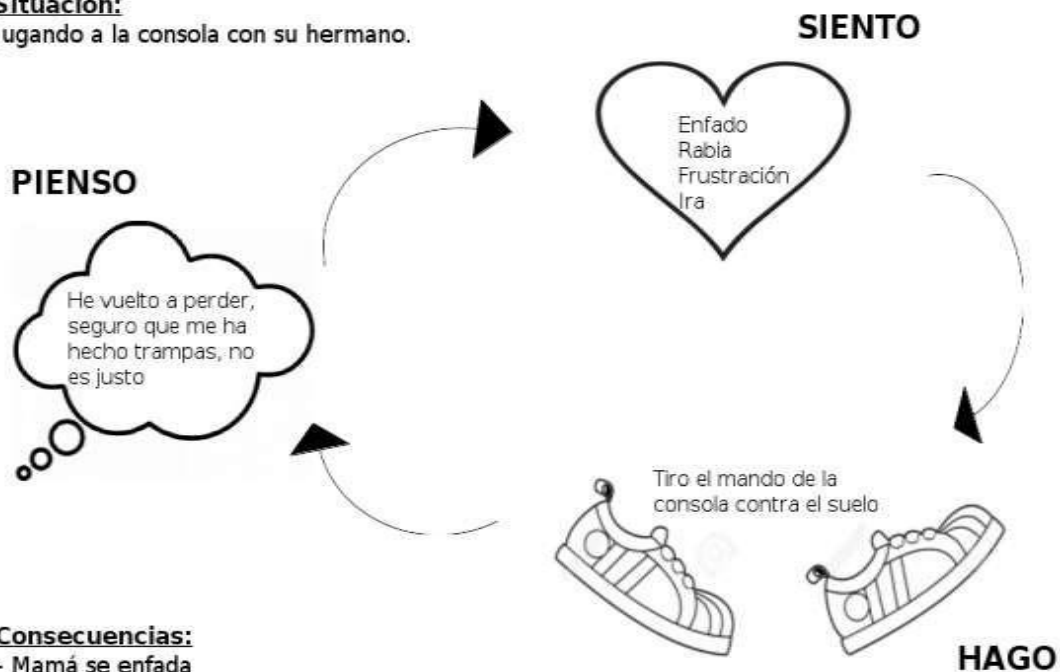 Situación:
ugando a la consola con su hermano.
SIENTO
Enfado
Rabia
Frustración
Ira
PIENSO
He vuelto a perder,
seguro que me ha
hecho trampas, no
es justo
Tiro el mando de la
consola contra el suelo
HAGO
Consecuencias:
- Mamá se enfada